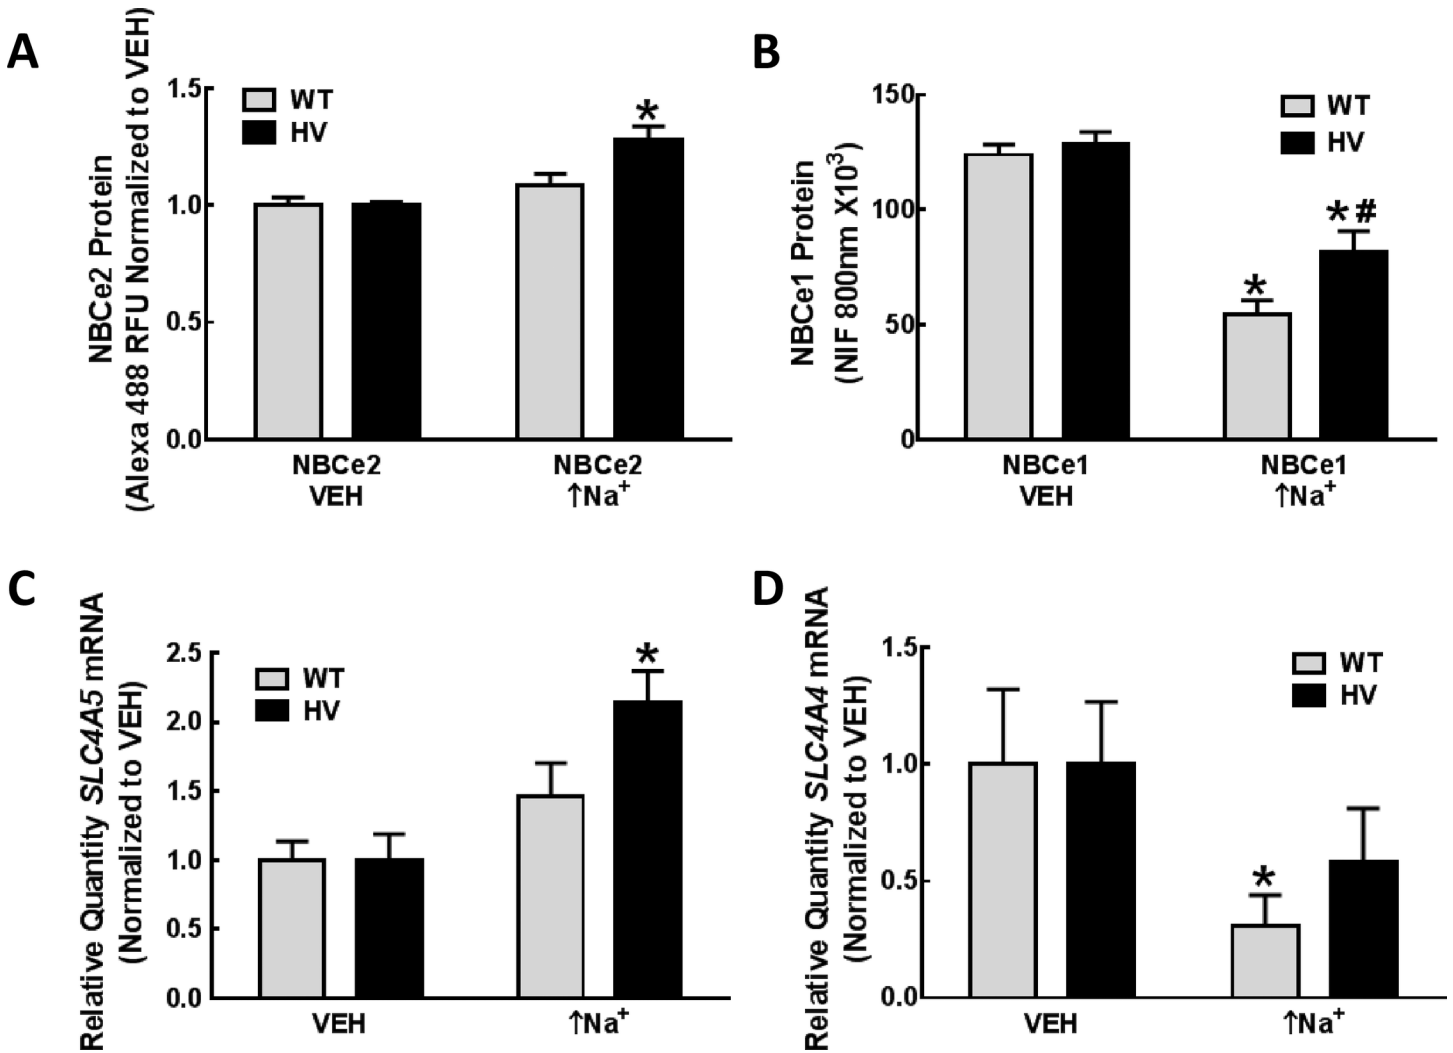 A
NBCe2 Protein
(Alexa 488 RFU Normalized to VEH)
1.5
1.0
0.5
0.0
WT
HV
*
NBCe2
VEH
NBCe2
↑Na⁺
B
NBCe1 Protein
(NIF 800nm X10³)
150
100
50
0
WT
HV
*
*#
NBCe1
VEH
NBCe1
↑Na⁺
C
Relative Quantity SLC4A5 mRNA
(Normalized to VEH)
2.5
2.0
1.5
1.0
0.5
0.0
WT
HV
*
VEH
↑Na⁺
D
Relative Quantity SLC4A4 mRNA
(Normalized to VEH)
1.5
1.0
0.5
0.0
WT
HV
*
VEH
↑Na⁺